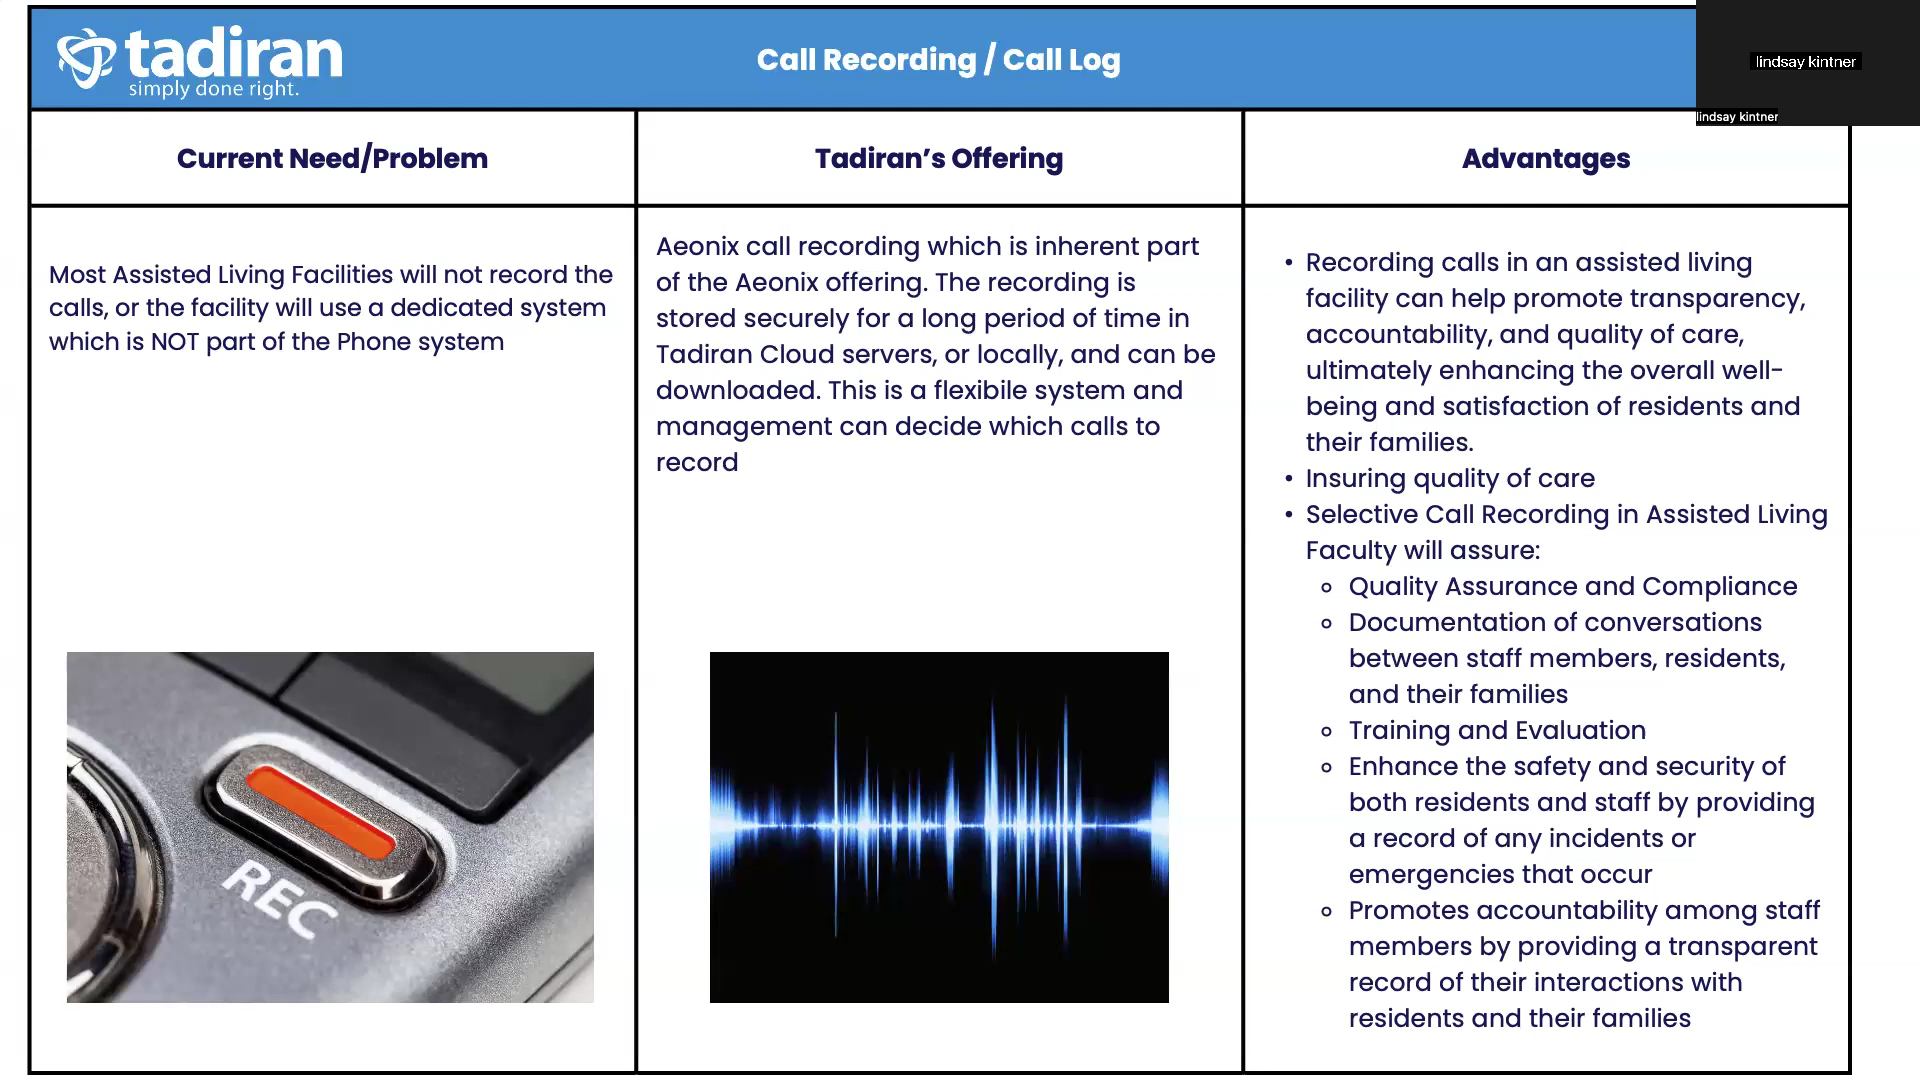 tadiran
simply done right.
Call Recording / Call Log
lindsay kintner
lindsay kintner
Current Need/Problem
Tadiran’s Offering
Advantages
Most Assisted Living Facilities will not record the
calls, or the facility will use a dedicated system
which is NOT part of the Phone system
REC
Aeonix call recording which is inherent part
of the Aeonix offering. The recording is
stored securely for a long period of time in
Tadiran Cloud servers, or locally, and can be
downloaded. This is a flexibile system and
management can decide which calls to
record
• Recording calls in an assisted living
facility can help promote transparency,
accountability, and quality of care,
ultimately enhancing the overall well-
being and satisfaction of residents and
their families.
• Insuring quality of care
• Selective Call Recording in Assisted Living
Faculty will assure:
◦ Quality Assurance and Compliance
◦ Documentation of conversations
between staff members, residents,
and their families
◦ Training and Evaluation
◦ Enhance the safety and security of
both residents and staff by providing
a record of any incidents or
emergencies that occur
◦ Promotes accountability among staff
members by providing a transparent
record of their interactions with
residents and their families